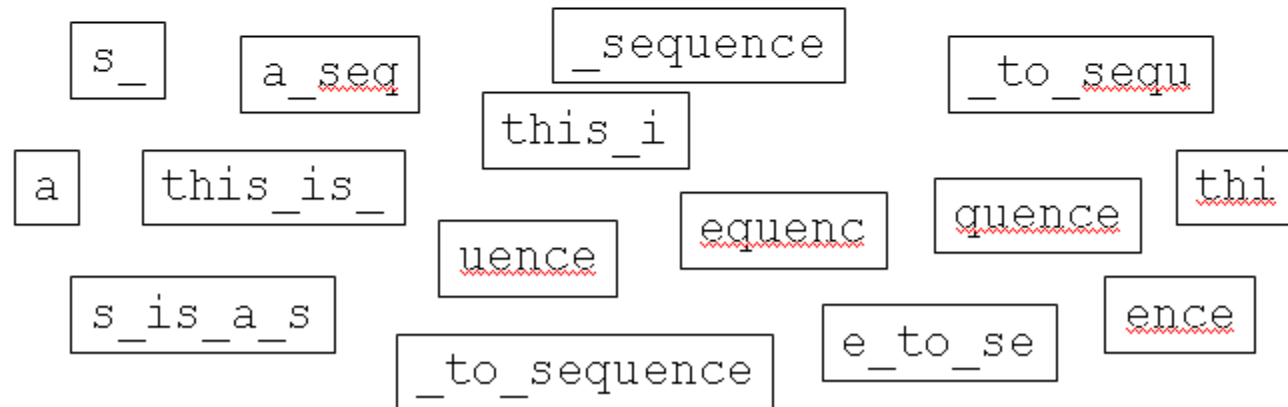 s_
a_seq
_sequence
_to_sequ
this_i
a
this_is_
thi
equenc
quence
uence
s_is_a_s
ence
e_to_se
_to_sequence